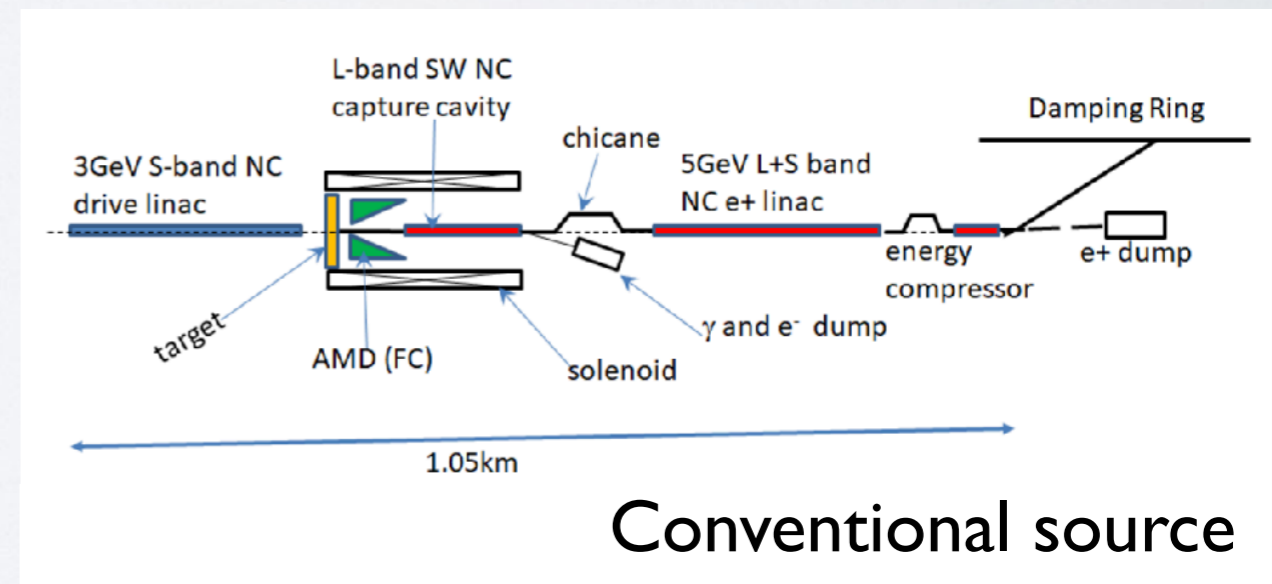 L-band SW NC
capture cavity
Damping Ring
chicane
3GeV S-band NC
drive linac
5GeV L+S band
NC e+ linac
energy
compressor
e+ dump
target
AMD (FC)
γ and e⁻ dump
solenoid
1.05km
Conventional source